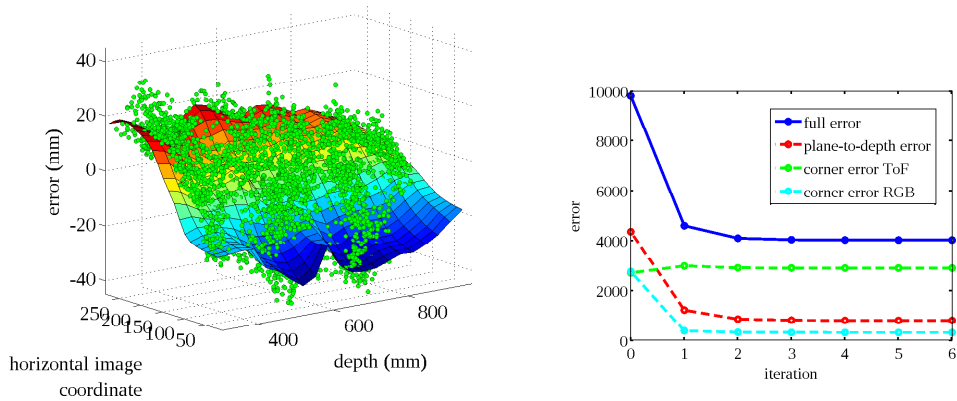 40
20
0
-20
-40
error (mm)
250
200
150
100
50
400
600
800
horizontal image
coordinate
depth (mm)
10000
8000
6000
4000
2000
0
error
full error
plane-to-depth error
corner error ToF
corner error RGB
0 1 2 3 4 5 6
iteration